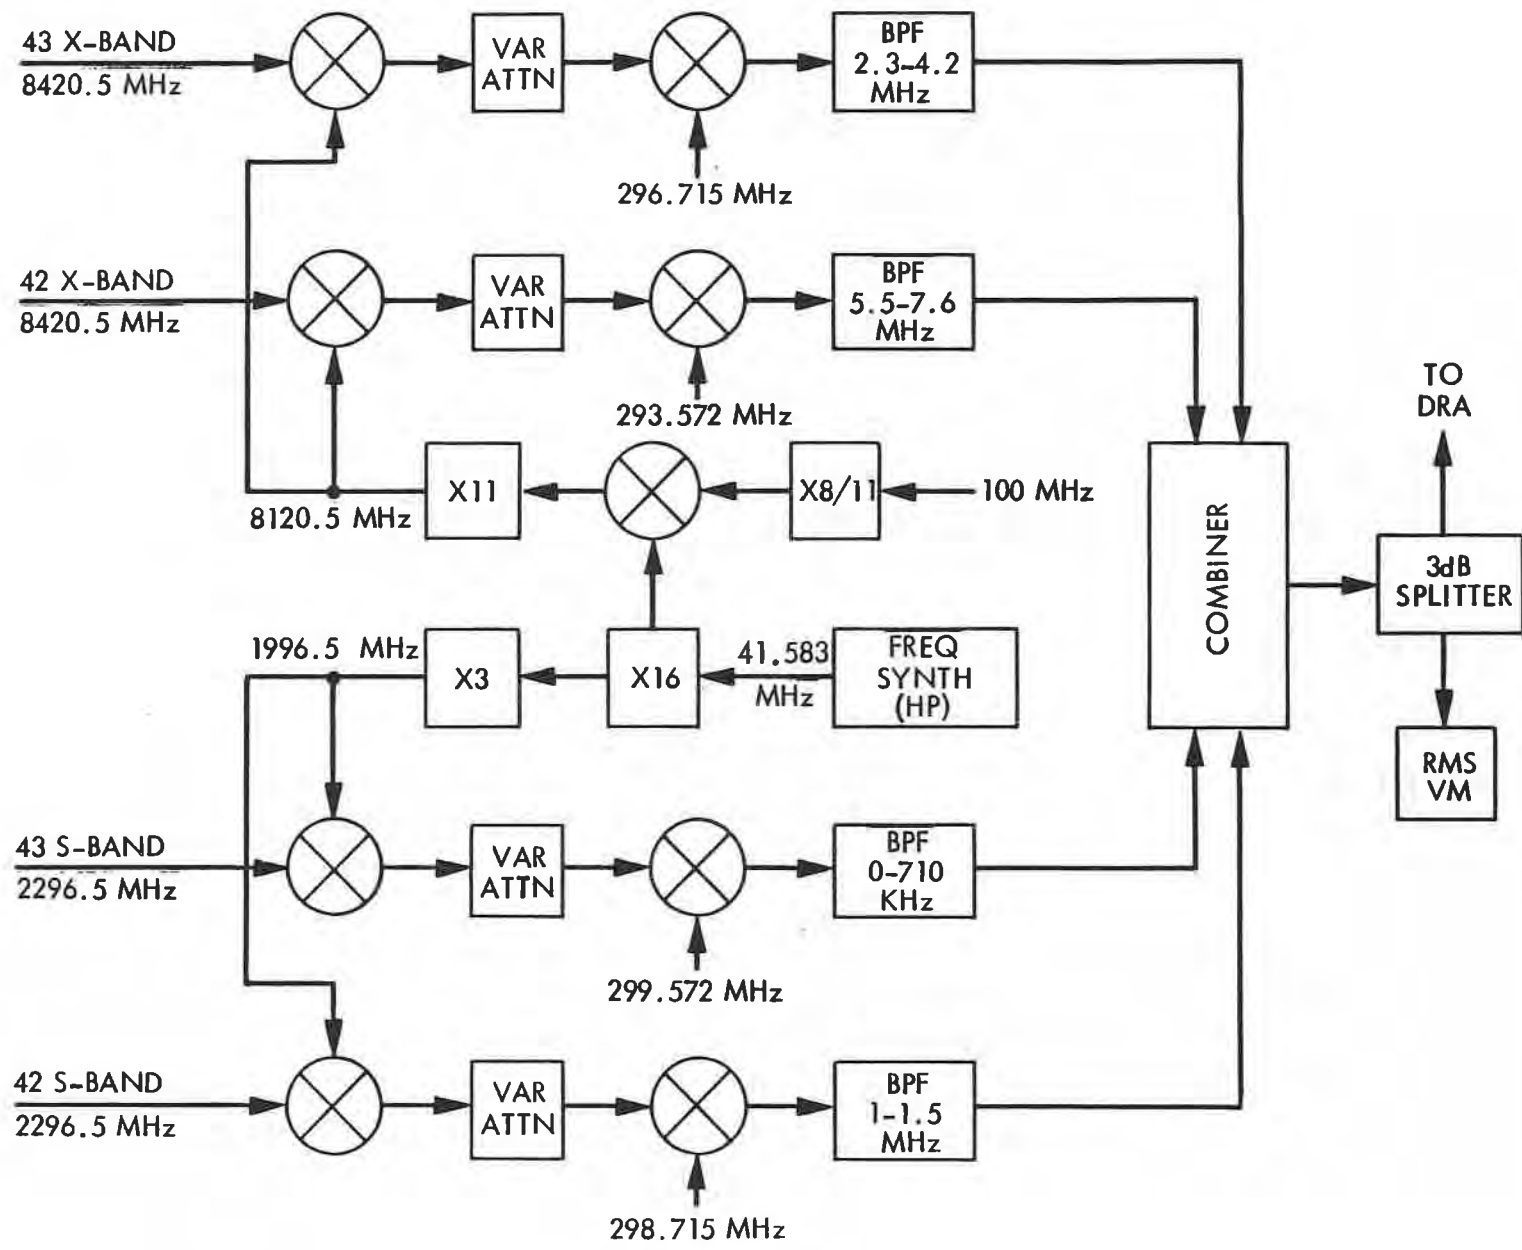 43 X-BAND
8420.5 MHz
VAR
ATTN
296.715 MHz
BPF
2.3-4.2
MHz
42 X-BAND
8420.5 MHz
VAR
ATTN
293.572 MHz
BPF
5.5-7.6
MHz
TO
DRA
8120.5 MHz
X11
X8/11
100 MHz
COMBINER
3dB
SPLITTER
1996.5 MHz
X3
X16
41.583
MHz
FREQ
SYNTH
(HP)
RMS
VM
43 S-BAND
2296.5 MHz
VAR
ATTN
299.572 MHz
BPF
0-710
KHz
42 S-BAND
2296.5 MHz
VAR
ATTN
298.715 MHz
BPF
1-1.5
MHz